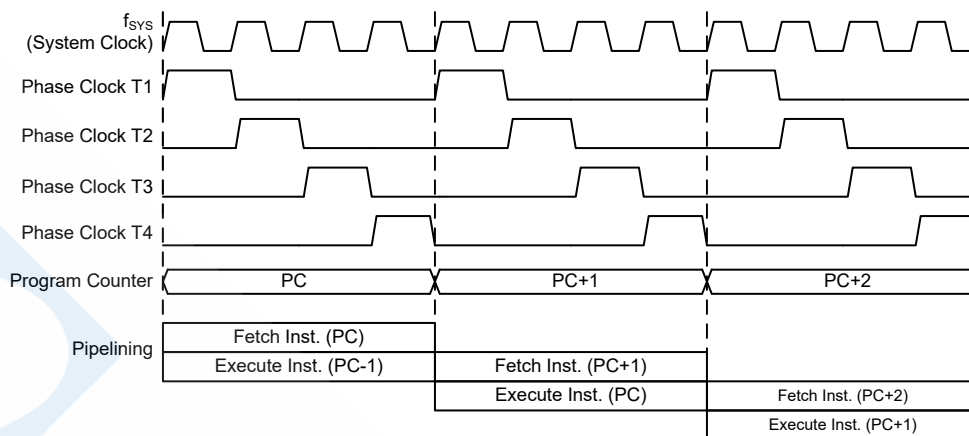 fSYS
(System Clock)
Phase Clock T1
Phase Clock T2
Phase Clock T3
Phase Clock T4
Program Counter PC PC+1 PC+2
Pipelining
Fetch Inst. (PC)
Execute Inst. (PC-1) Fetch Inst. (PC+1)
Execute Inst. (PC) Fetch Inst. (PC+2)
Execute Inst. (PC+1)